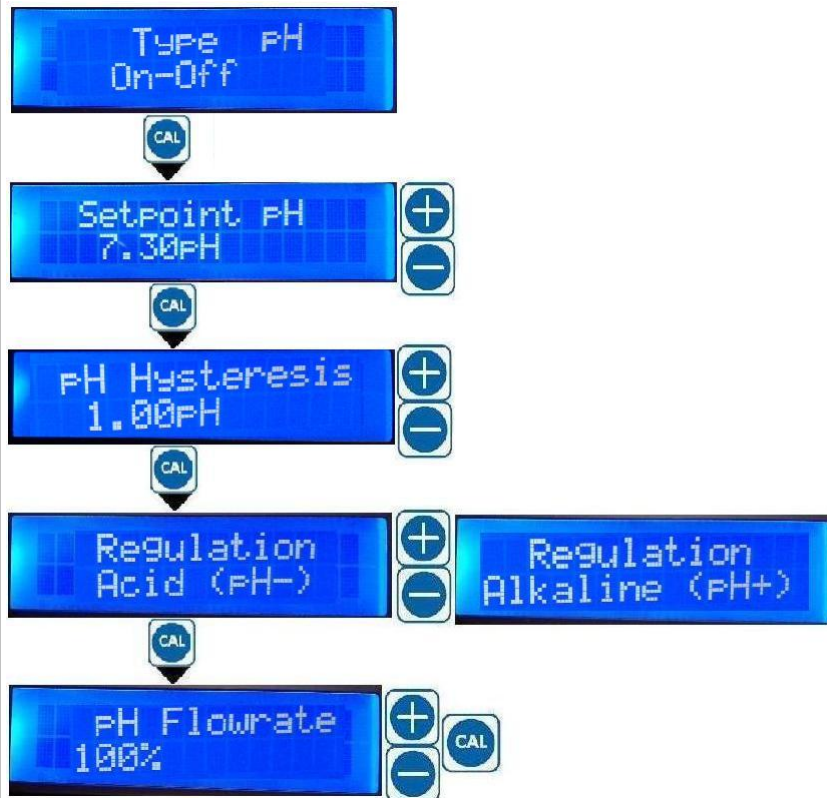 Type pH
On-Off
CAL
Setpoint pH
7.30pH
CAL
pH Hysteresis
1.00pH
CAL
Regulation
Acid (pH-)
Regulation
Alkaline (pH+)
CAL
pH Flowrate
100%
CAL